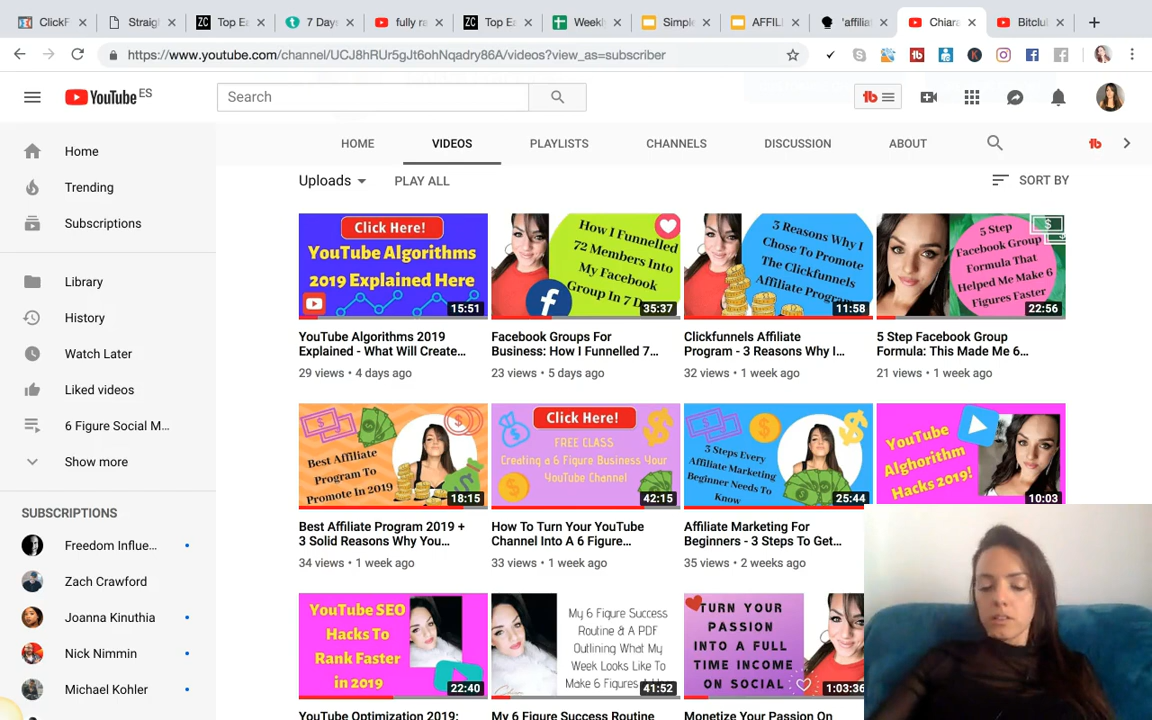 ClickF
Straigl
Top E
7 Days
fully ra
Top E
Weekl
Simple
AFFILI
'affilia
Chiara
Bitclu
https://www.youtube.com/channel/UCJ8hRUr5gJt6ohNqadry86A/videos?view_as=subscriber
YouTube ES
Search
HOME
VIDEOS
PLAYLISTS
CHANNELS
DISCUSSION
ABOUT
Uploads
PLAY ALL
SORT BY
Home
Trending
Subscriptions
Library
History
Watch Later
Liked videos
6 Figure Social M...
Show more
SUBSCRIPTIONS
Freedom Influe...
Zach Crawford
Joanna Kinuthia
Nick Nimmin
Michael Kohler
Click Here!
YouTube Algorithms
2019 Explained Here
15:51
YouTube Algorithms 2019
Explained - What Will Create...
29 views • 4 days ago
How I Funnelled
72 Members Into
My Facebook
Group In 7 D
35:37
Facebook Groups For
Business: How I Funnelled 7...
23 views • 5 days ago
3 Reasons Why I
Chose To Promote
The Clickfunnels
Affiliate Program
11:58
Clickfunnels Affiliate
Program - 3 Reasons Why I...
32 views • 1 week ago
5 Step
Facebook Group
Formula That
Helped Me Make 6
Figures Faster
22:56
5 Step Facebook Group
Formula: This Made Me 6...
21 views • 1 week ago
Best Affiliate
Program To
Promote In 2019
18:15
Best Affiliate Program 2019 +
3 Solid Reasons Why You...
34 views • 1 week ago
Click Here!
FREE CLASS
Creating a 6 Figure Business Your
YouTube Channel
42:15
How To Turn Your YouTube
Channel Into A 6 Figure...
33 views • 1 week ago
3 Steps Every
Affiliate Marketing
Beginner Needs To
Know
25:44
Affiliate Marketing For
Beginners - 3 Steps To Get...
35 views • 2 weeks ago
YouTube
Alghorithm
Hacks 2019!
10:03
YouTube SEO
Hacks To
Rank Faster
in 2019
22:40
YouTube Optimization 2019:
My 6 Figure Success
Routine & A PDF
Outlining What My
Week Looks Like To
Make 6 Figures
41:52
My 6 Figure Success Routine
TURN YOUR
PASSION
INTO A FULL
TIME INCOME
ON SOCIAL
1:03:36
Monetize Your Passion On